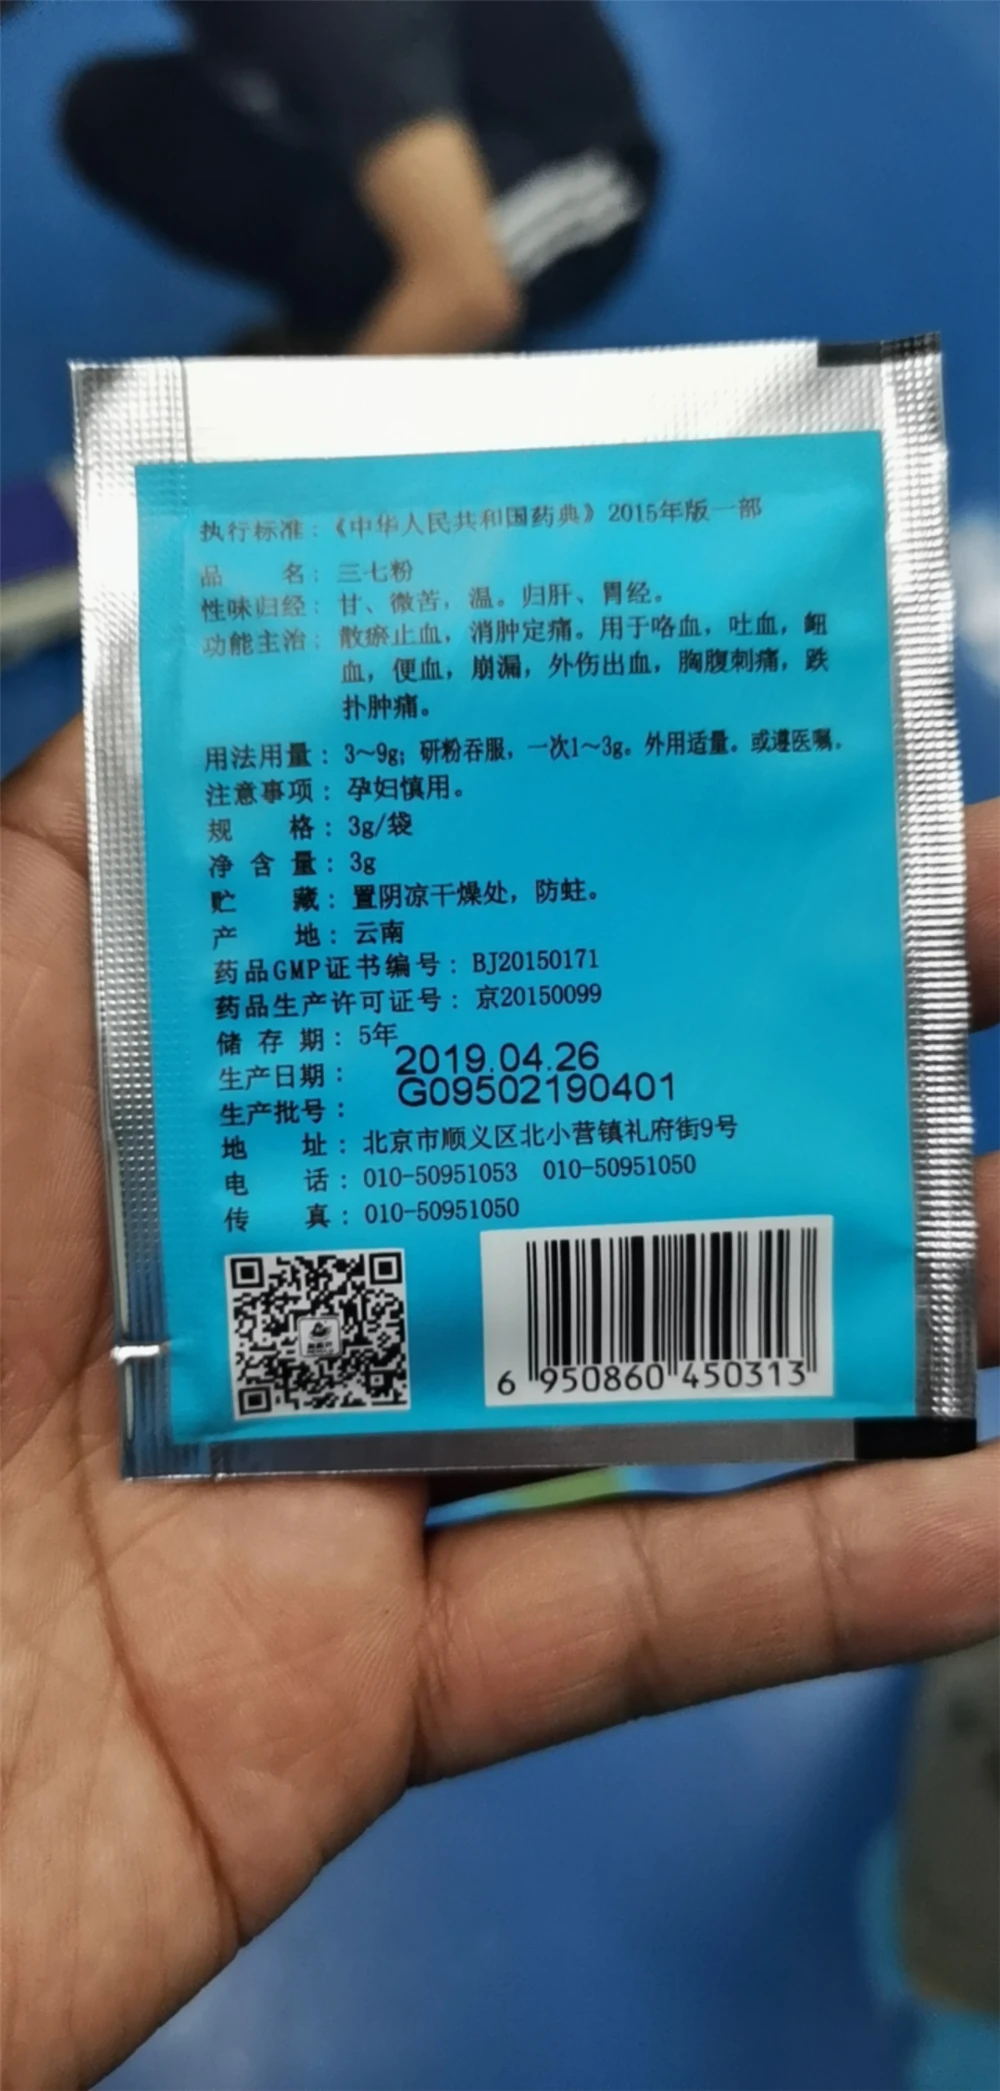 执行标准：《中华人民共和国药典》2015年版一部
品 名：三七粉
性味归经：甘、微苦，温。归肝、胃经。
功能主治：散瘀止血，消肿定痛。用于咯血，吐血，衄
血，便血，崩漏，外伤出血，胸腹刺痛，跌
扑肿痛。
用法用量：3～9g；研粉吞服，一次1～3g。外用适量。或遵医嘱。
注意事项：孕妇慎用。
规 格：3g/袋
净 含 量：3g
贮 藏：置阴凉干燥处，防蛀。
产 地：云南
药品GMP证书编号：BJ20150171
药品生产许可证号：京20150099
储 存 期：5年
生产日期：2019.04.26
生产批号：G09502190401
地 址：北京市顺义区北小营镇礼府街9号
电 话：010-50951053 010-50951050
传 真：010-50951050
6 950860 450313